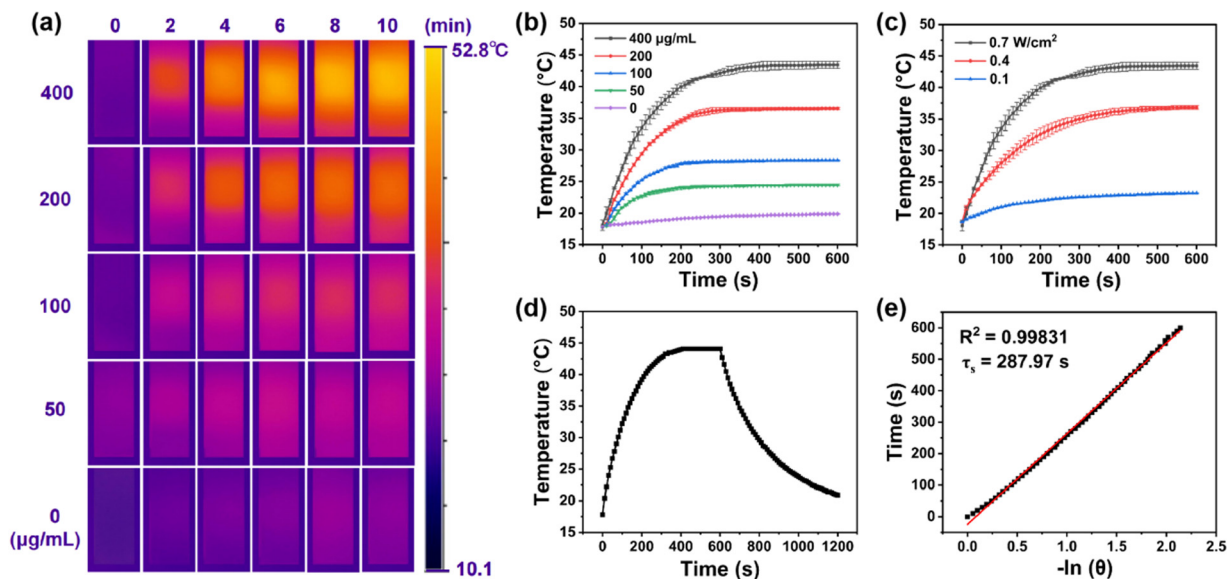 (a)
0 2 4 6 8 10 (min)
400
200
100
50
0
(μg/mL)
52.8°C
10.1
(b)
Temperature (°C)
50
45
40
35
30
25
20
15
400 μg/mL
200
100
50
0
0 100 200 300 400 500 600
Time (s)
(c)
Temperature (°C)
50
45
40
35
30
25
20
15
0.7 W/cm²
0.4
0.1
0 100 200 300 400 500 600
Time (s)
(d)
Temperature (°C)
50
45
40
35
30
25
20
15
0 200 400 600 800 1000 1200
Time (s)
(e)
Time (s)
600
500
400
300
200
100
0
R² = 0.99831
τs = 287.97 s
0.0 0.5 1.0 1.5 2.0 2.5
-ln (θ)